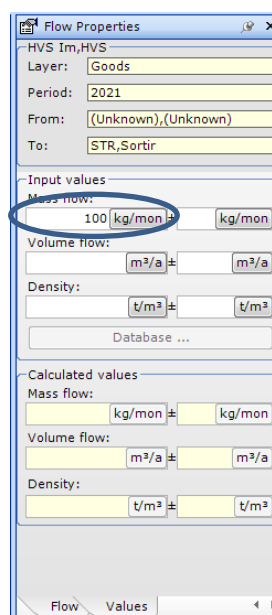 Flow Properties
HVS Im,HVS
Layer: Goods
Period: 2021
From: (Unknown),(Unknown)
To: STR,Sortir
Input values
Mass flow:
100 kg/mon ± kg/mon
Volume flow:
m³/a ± m³/a
Density:
t/m³ ± t/m³
Database ...
Calculated values
Mass flow:
kg/mon ± kg/mon
Volume flow:
m³/a ± m³/a
Density:
t/m³ ± t/m³
Flow Values